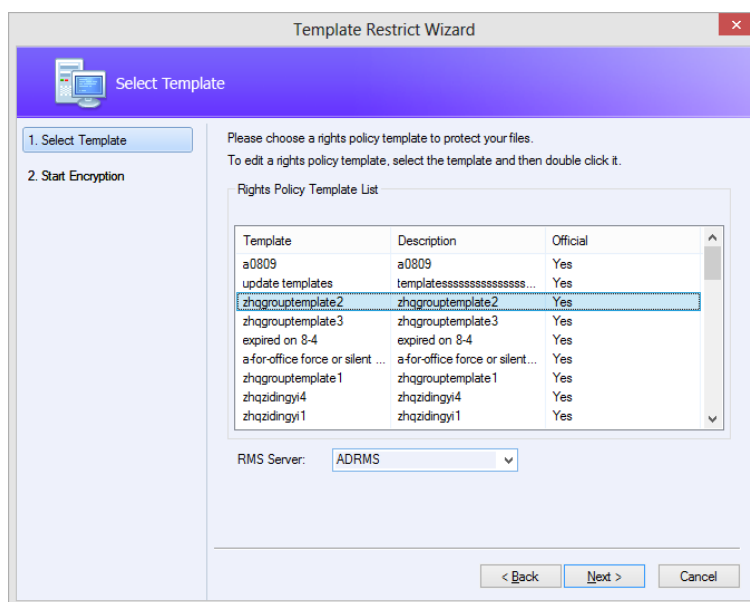 Template Restrict Wizard
Select Template
1. Select Template
2. Start Encryption
Please choose a rights policy template to protect your files.
To edit a rights policy template, select the template and then double click it.
Rights Policy Template List
Template Description Official
a0809 a0809 Yes
update templates templatesssssssssssssss... Yes
zhqgrouptemplate2 zhqgrouptemplate2 Yes
zhqgrouptemplate3 zhqgrouptemplate3 Yes
expired on 8-4 expired on 8-4 Yes
a-for-office force or silent ... a-for-office force or silent... Yes
zhqgrouptemplate1 zhqgrouptemplate1 Yes
zhqzidingyi4 zhqzidingyi4 Yes
zhqzidingyi1 zhqzidingyi1 Yes
RMS Server: ADRMS
< Back Next > Cancel